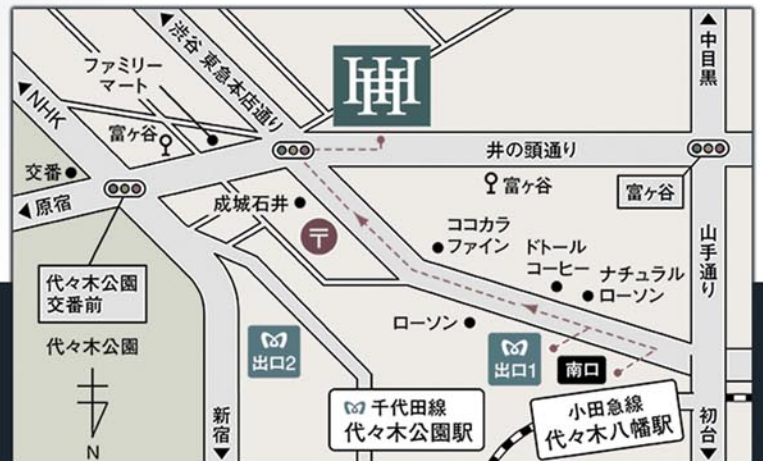 ▼渋谷 東急本店通り
▲中目黒
ファミリー
マート
▼NHK
HH
富ヶ谷
井の頭通り
交番
富ヶ谷
富ヶ谷
◀原宿
成城石井
〒
ココカラ
ファイン
ドトール
コーヒー
ナチュラル
ローソン
山手通り
代々木公園
交番前
ローソン
代々木公園
出口2
出口1
南口
千代田線
代々木公園駅
小田急線
代々木八幡駅
新宿▼
初台▼
N